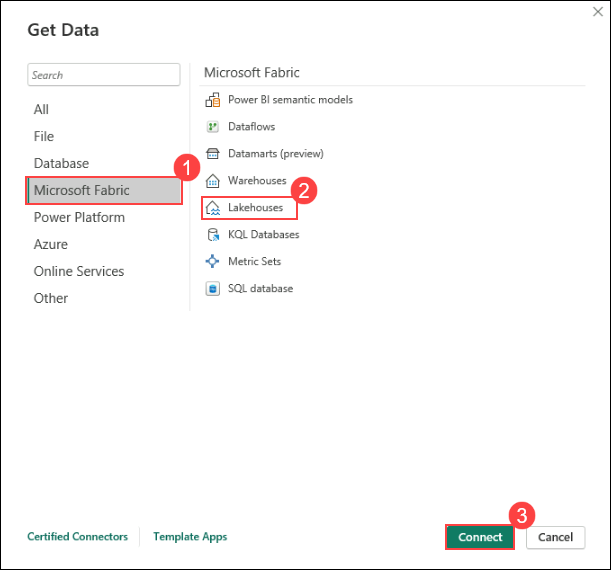 Get Data
Search
All
File
Database
1
Microsoft Fabric
Power Platform
Azure
Online Services
Other
Microsoft Fabric
Power BI semantic models
Dataflows
Datamarts (preview)
Warehouses
2
Lakehouses
KQL Databases
Metric Sets
SQL database
Certified Connectors
Template Apps
3
Connect
Cancel